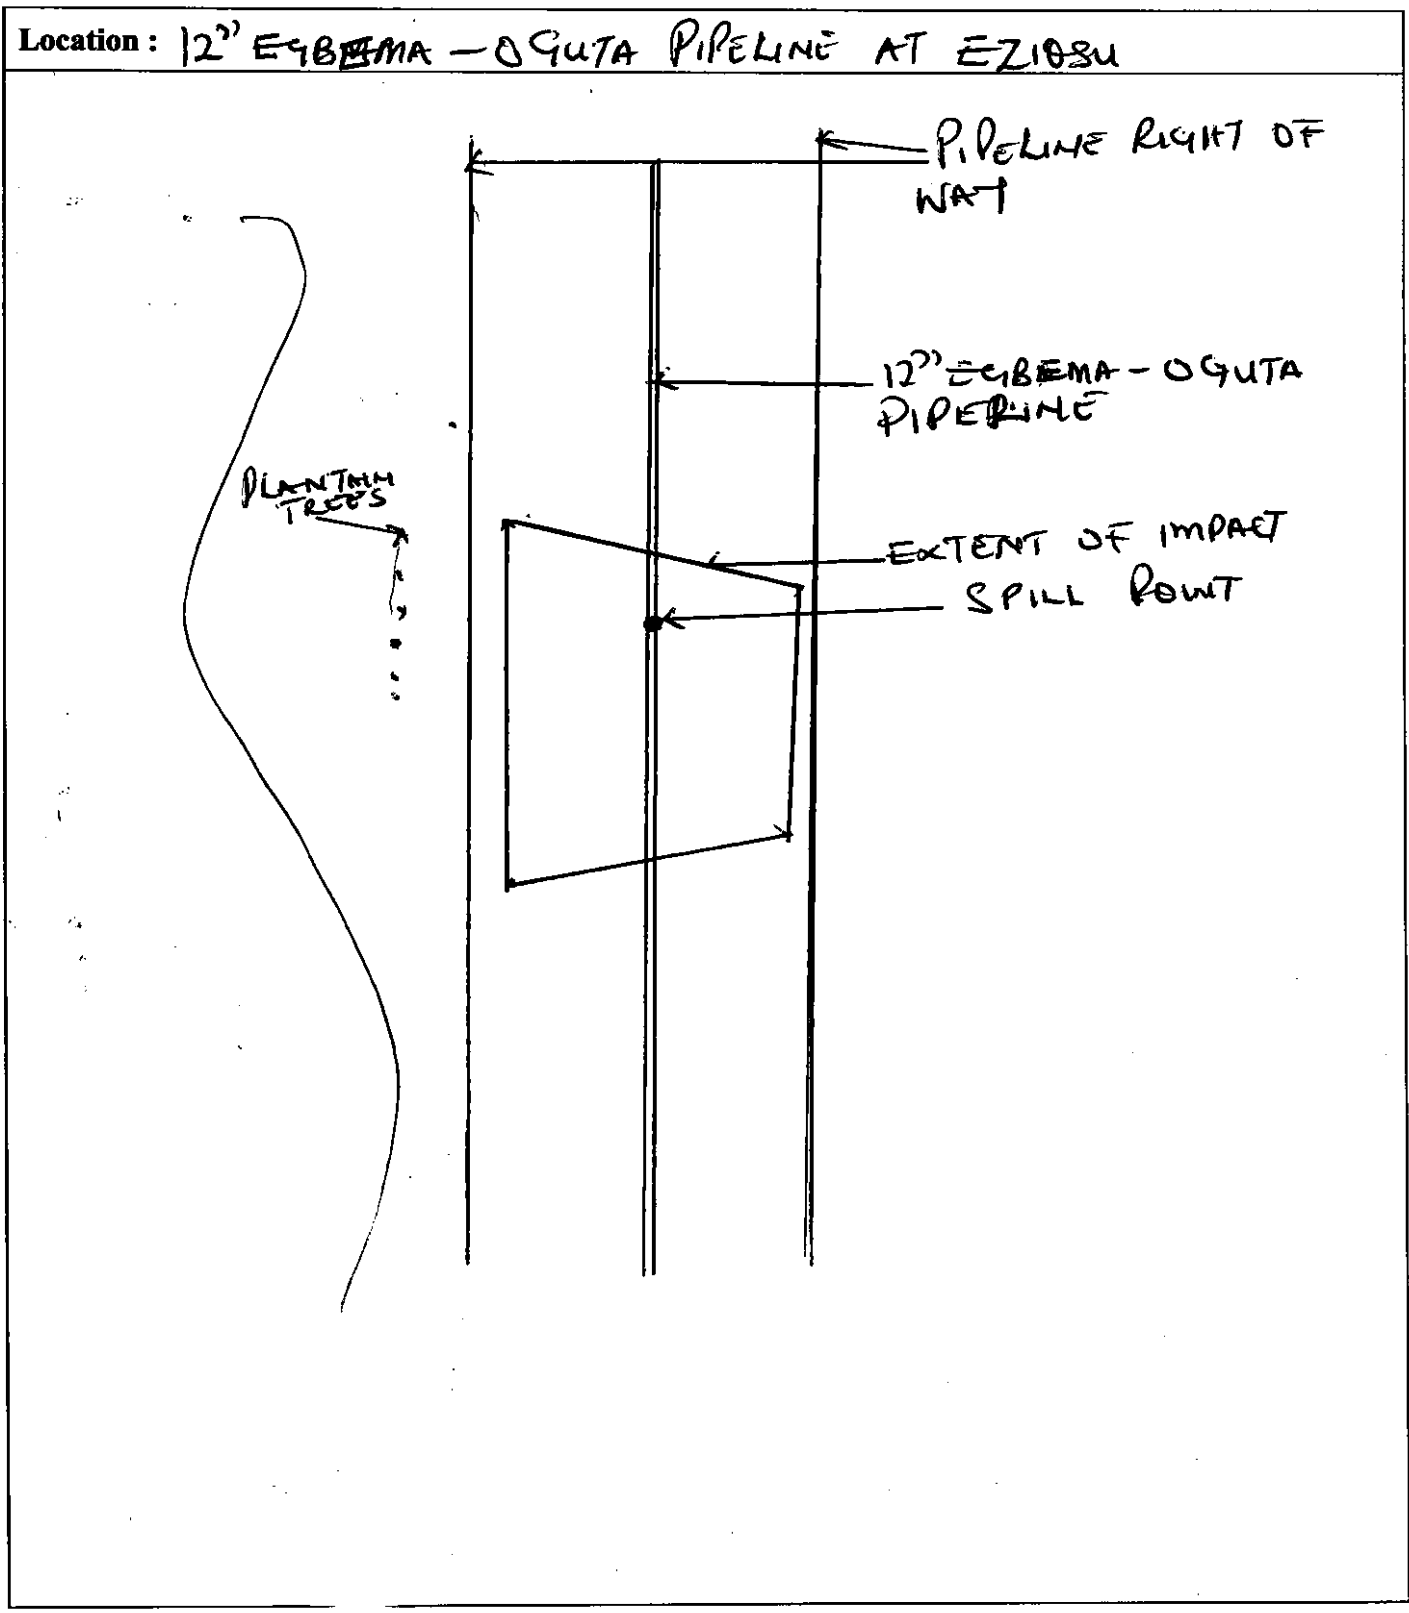 Location : 12" EGBEMA - OGUTA PIPELINE AT EZIOSU
PIPELINE RIGHT OF
WAY
12" EGBEMA - OGUTA
PIPERLINE
PLANTAIN
TREES
EXTENT OF IMPACT
SPILL POINT